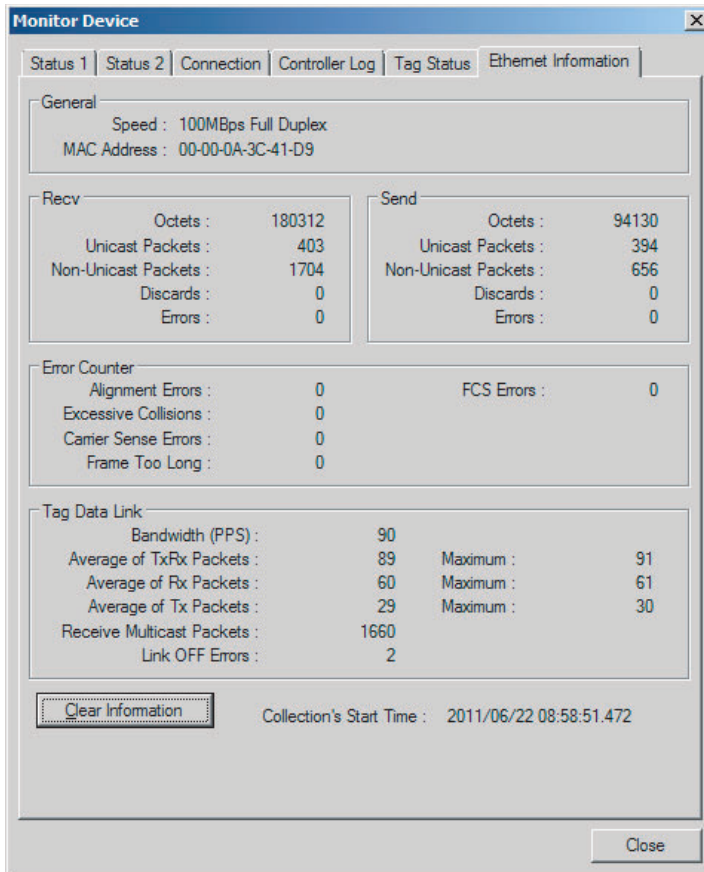 Monitor Device
Status 1 Status 2 Connection Controller Log Tag Status Ethernet Information
General
Speed : 100MBps Full Duplex
MAC Address : 00-00-0A-3C-41-D9
Recv
Octets : 180312
Unicast Packets : 403
Non-Unicast Packets : 1704
Discards : 0
Errors : 0
Send
Octets : 94130
Unicast Packets : 394
Non-Unicast Packets : 656
Discards : 0
Errors : 0
Error Counter
Alignment Errors : 0 FCS Errors : 0
Excessive Collisions : 0
Carrier Sense Errors : 0
Frame Too Long : 0
Tag Data Link
Bandwidth (PPS) : 90
Average of TxRx Packets : 89 Maximum : 91
Average of Rx Packets : 60 Maximum : 61
Average of Tx Packets : 29 Maximum : 30
Receive Multicast Packets : 1660
Link OFF Errors : 2
Clear Information Collection's Start Time : 2011/06/22 08:58:51.472
Close